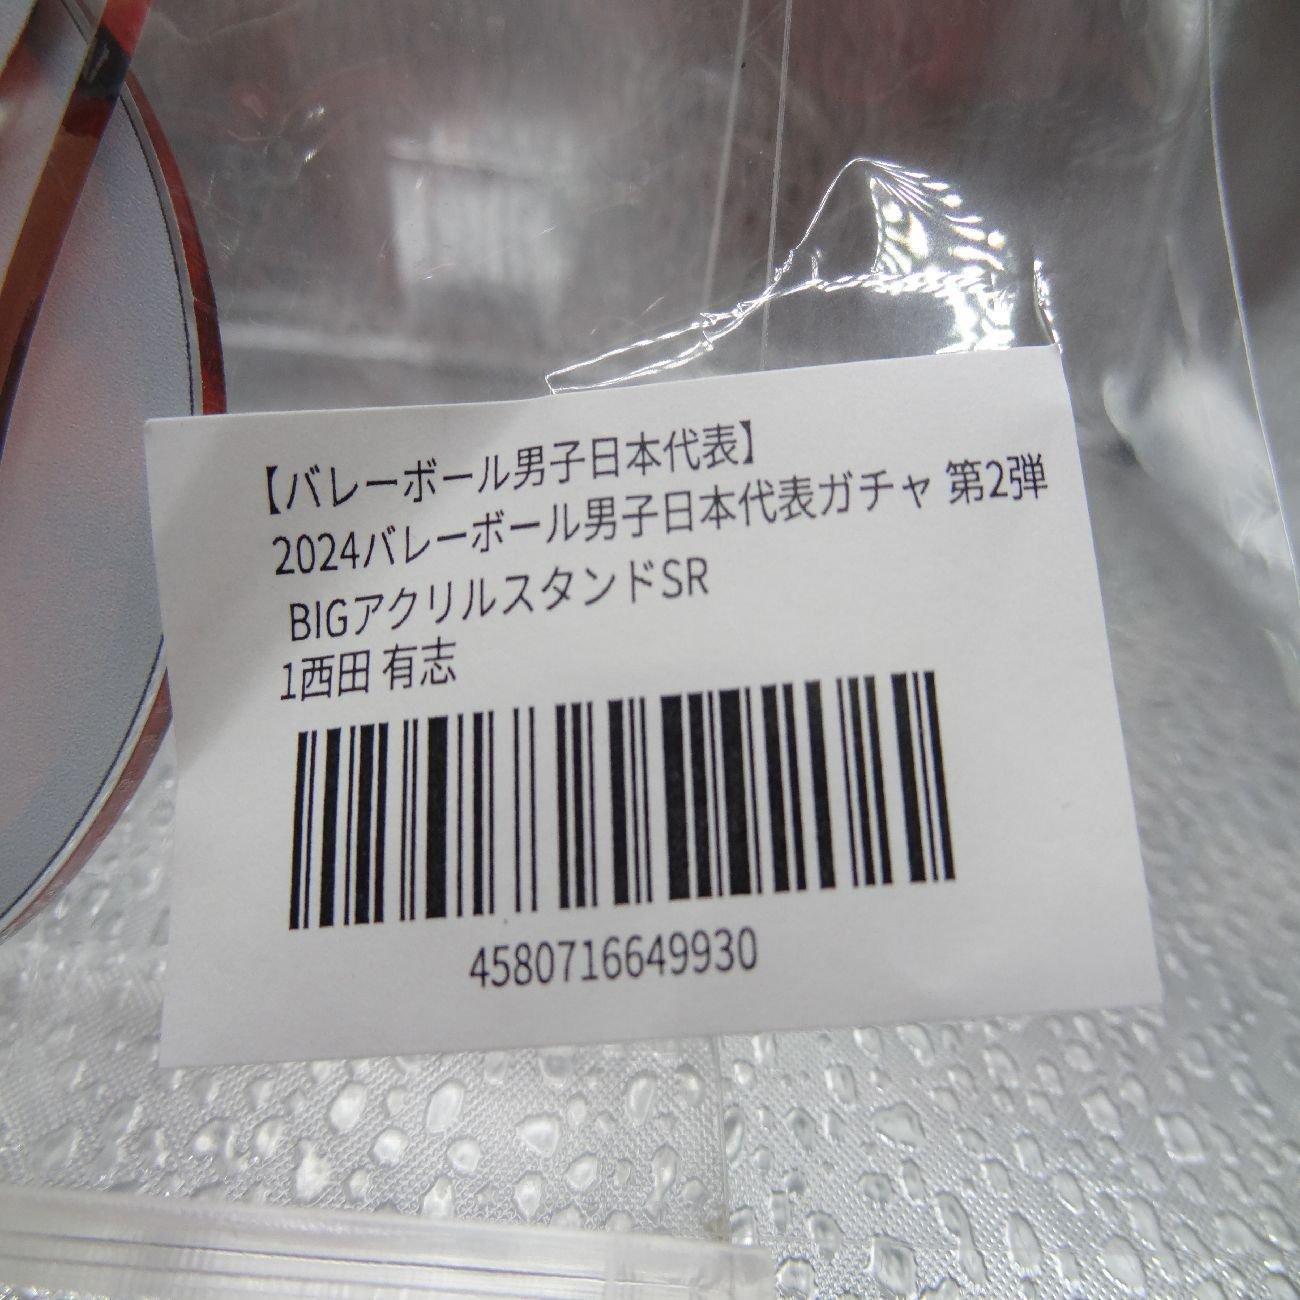 【バレーボール男子日本代表】
2024バレーボール男子日本代表ガチャ 第2弾
BIGアクリルスタンドSR
1西田 有志
4580716649930